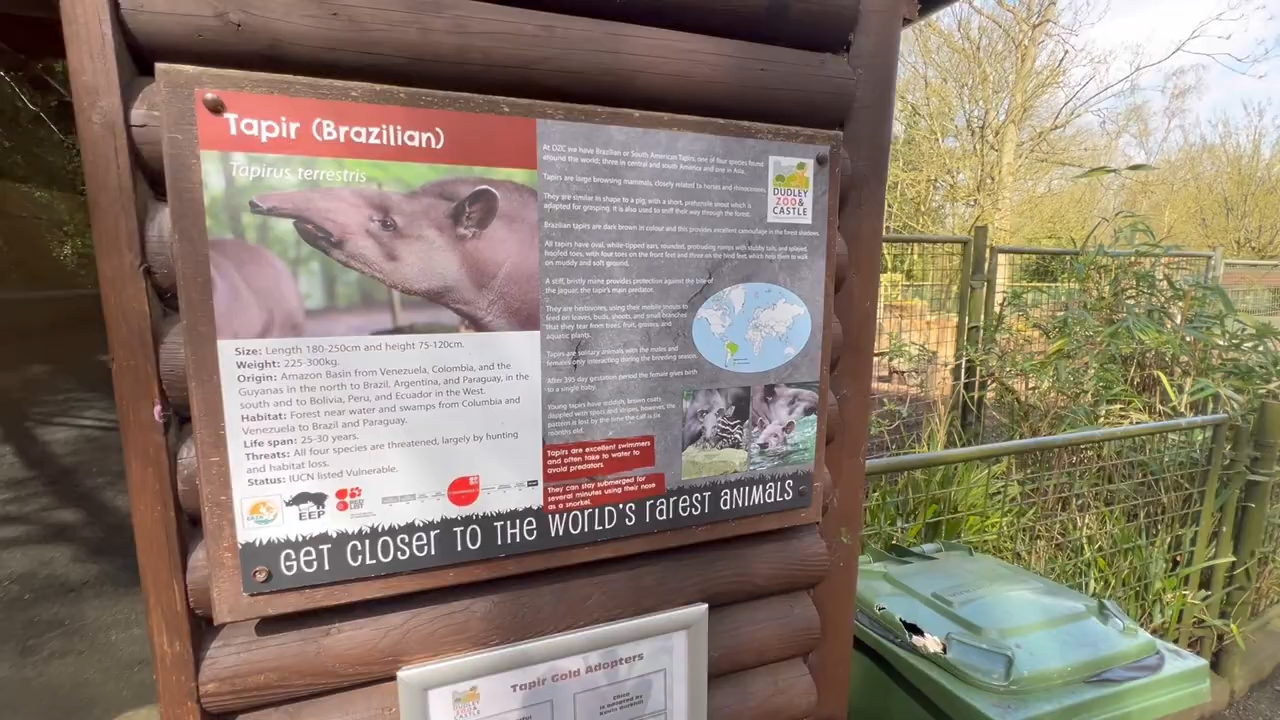 Tapir (Brazilian)
Tapirus terrestris
Size: Length 180-250cm and height 75-120cm.
Weight: 225-300kg.
Origin: Amazon Basin from Venezuela, Colombia, and the
Guyanas in the north to Brazil, Argentina, and Paraguay, in the
south and to Bolivia, Peru, and Ecuador in the West.
Habitat: Forest near water and swamps from Columbia and
Venezuela to Brazil and Paraguay.
Life span: 25-30 years.
Threats: All four species are threatened, largely by hunting
and habitat loss.
Status: IUCN listed Vulnerable.
EEP
RED
LIST
At DZC we have Brazilian or South American Tapirs, one of four species found
around the world; three in central and south America and one in Asia.
Tapirs are large browsing mammals, closely related to horses and rhinoceroses.
They are similar in shape to a pig, with a short, prehensile snout which is
adapted for grasping. It is also used to sniff their way through the forest.
Brazilian tapirs are dark brown in colour and this provides excellent camouflage in the forest shadows.
All tapirs have oval, white-tipped ears, rounded, protruding rumps with stubby tails, and splayed,
hoofed toes, with four toes on the front feet and three on the hind feet, which help them to walk
on muddy and soft ground.
A stiff, bristly mane provides protection against the bite of
the jaguar, the tapir's main predator.
They are herbivores, using their mobile snouts to
feed on leaves, buds, shoots, and small branches
that they tear from trees, fruit, grasses, and
aquatic plants.
Tapirs are solitary animals with the males and
females only interacting during the breeding season.
After 395 day gestation period the female gives birth
to a single baby.
Young tapirs have reddish, brown coats
dappled with spots and stripes, however, the
pattern is lost by the time the calf is six
months old.
Tapirs are excellent swimmers
and often take to water to
avoid predators.
They can stay submerged for
several minutes using their nose
as a snorkel.
DUDLEY
ZOO &
CASTLE
GET CLOSER TO THE WORLD'S RAREST ANIMALS
Tapir Gold Adopters
DUDLEY
ZOO &
CASTLE
is adopted by